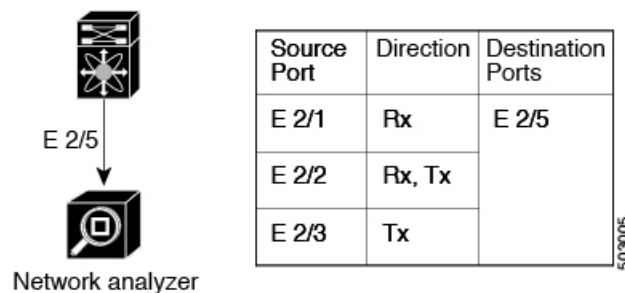 E 2/5
Network analyzer
Source Port Direction Destination Ports
E 2/1 Rx E 2/5
E 2/2 Rx, Tx
E 2/3 Tx
503005